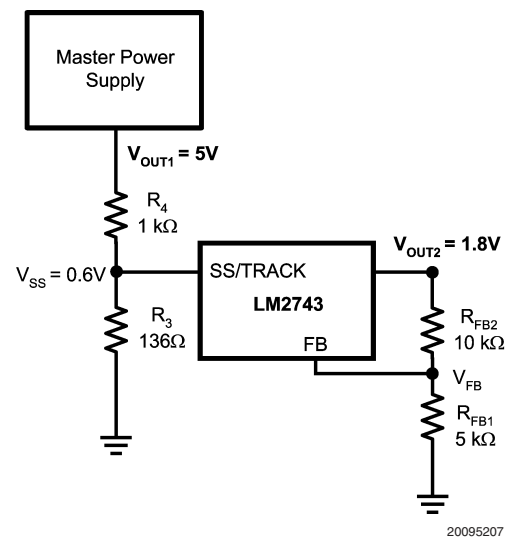 Master Power
Supply
VOUT1 = 5V
R4
1 kΩ
VOUT2 = 1.8V
VSS = 0.6V
SS/TRACK
LM2743
R3
136Ω
FB
RFB2
10 kΩ
VFB
RFB1
5 kΩ
20095207